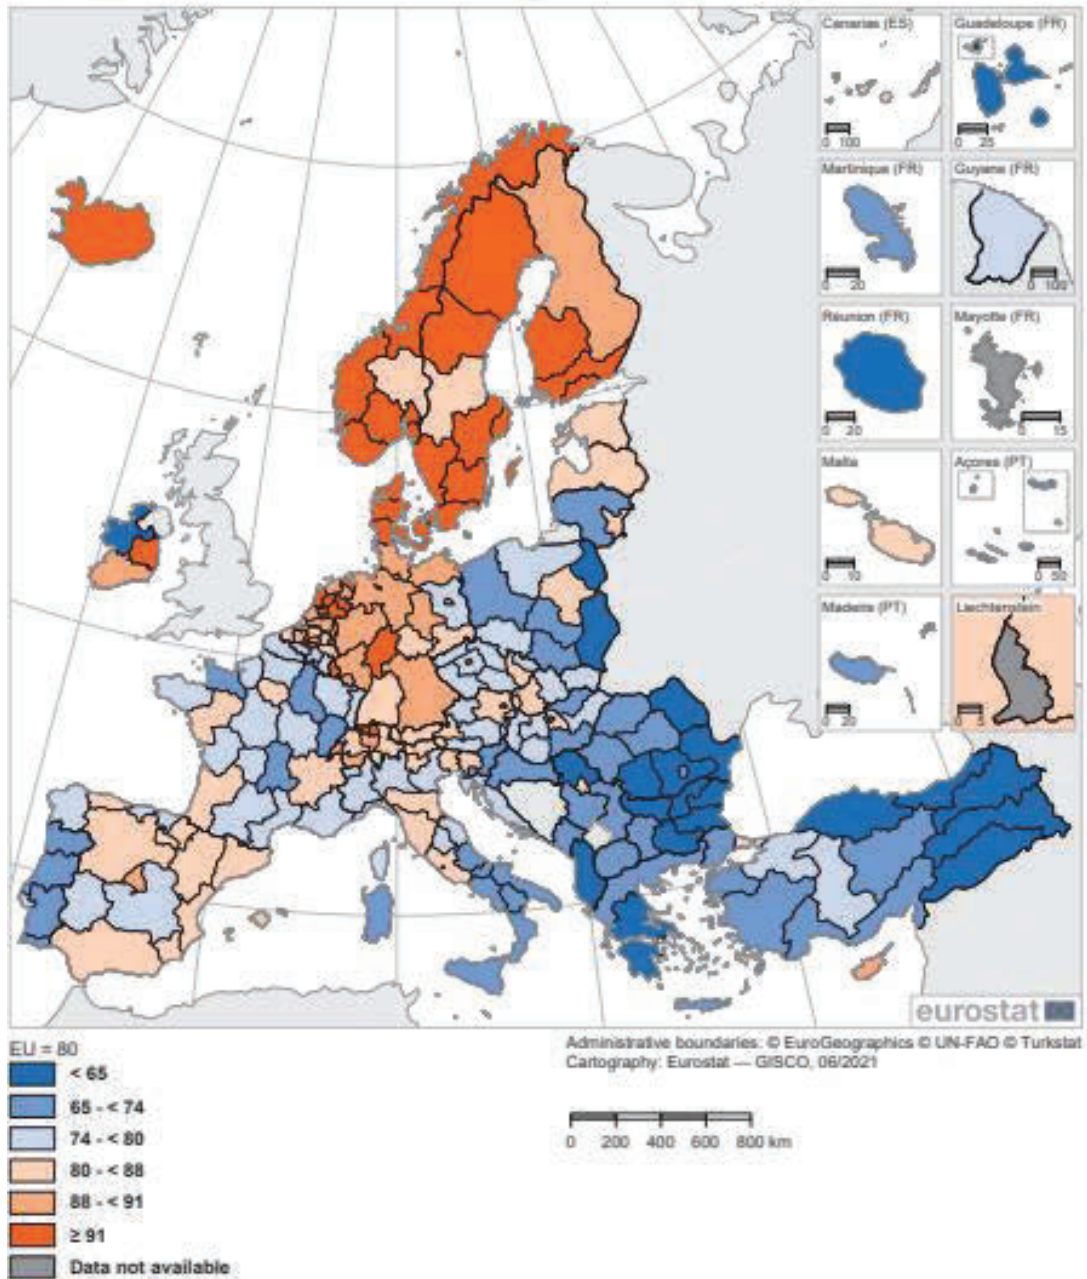 Canarias (ES)
0 100
Guadeloupe (FR)
0 25
Martinique (FR)
0 20
Guyane (FR)
0 100
Réunion (FR)
0 20
Mayotte (FR)
0 15
Malta
0 10
Açores (PT)
0 50
Madeira (PT)
0 20
Liechtenstein
0 5
eurostat
Administrative boundaries: © EuroGeographics © UN-FAO © Turkstat
Cartography: Eurostat — GISCO, 06/2021
EU = 80
< 65
65 - < 74
74 - < 80
80 - < 88
88 - < 91
≥ 91
Data not available
0 200 400 600 800 km